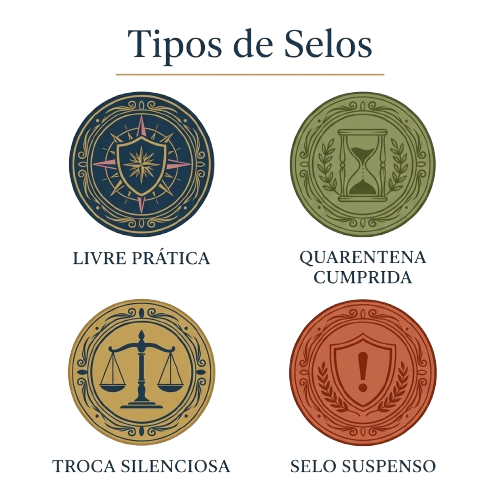 Tipos de Selos
LIVRE PRÁTICA
QUARENTENA
CUMPRIDA
TROCA SILENCIOSA
SELO SUSPENSO